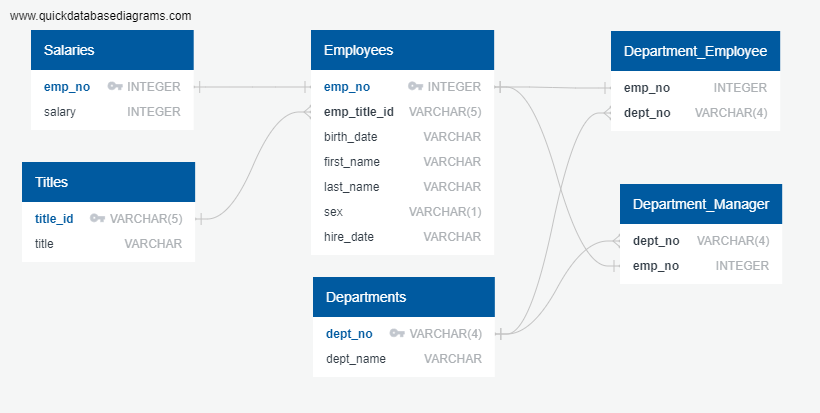 www.quickdatabasediagrams.com
Salaries
emp_no INTEGER
salary INTEGER
Titles
title_id VARCHAR(5)
title VARCHAR
Employees
emp_no INTEGER
emp_title_id VARCHAR(5)
birth_date VARCHAR
first_name VARCHAR
last_name VARCHAR
sex VARCHAR(1)
hire_date VARCHAR
Departments
dept_no VARCHAR(4)
dept_name VARCHAR
Department_Employee
emp_no INTEGER
dept_no VARCHAR(4)
Department_Manager
dept_no VARCHAR(4)
emp_no INTEGER